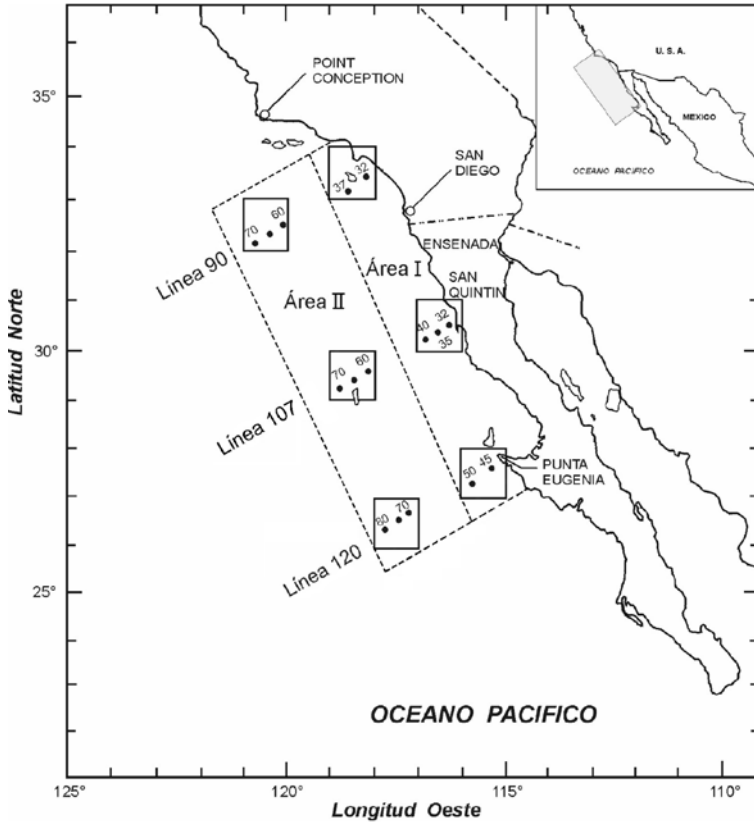 35°
30°
25°
125°
120°
115°
110°
Latitud Norte
Longitud Oeste
POINT
CONCEPTION
SAN
DIEGO
ENSENADA
SAN
QUINTIN
PUNTA
EUGENIA
Área I
Área II
Línea 90
Línea 107
Línea 120
37 32
70 60
40 32
35
70 60
50 45
80 70
OCEANO PACIFICO
U. S. A.
MEXICO
OCEANO PACIFICO